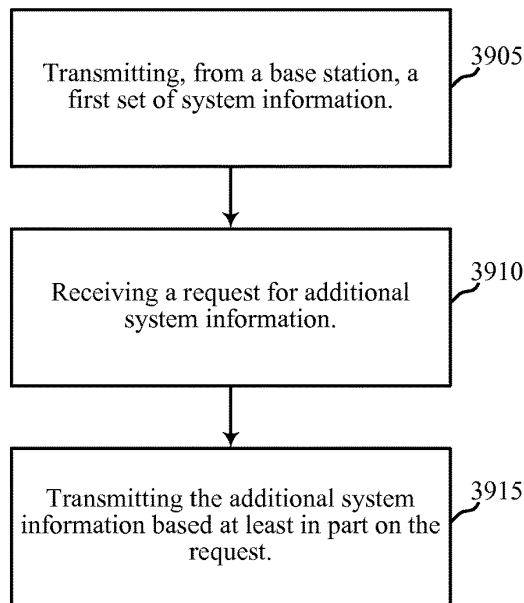 Transmitting, from a base station, a
first set of system information.
3905
Receiving a request for additional
system information.
3910
Transmitting the additional system
information based at least in part on the
request.
3915